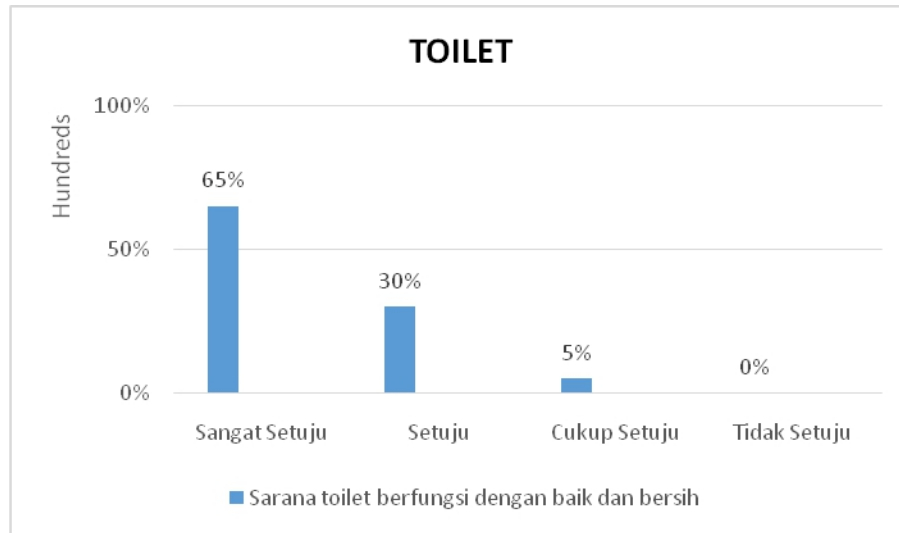 TOILET
Hundreds
100%
65%
50%
30%
5%
0%
0%
Sangat Setuju Setuju Cukup Setuju Tidak Setuju
Sarana toilet berfungsi dengan baik dan bersih